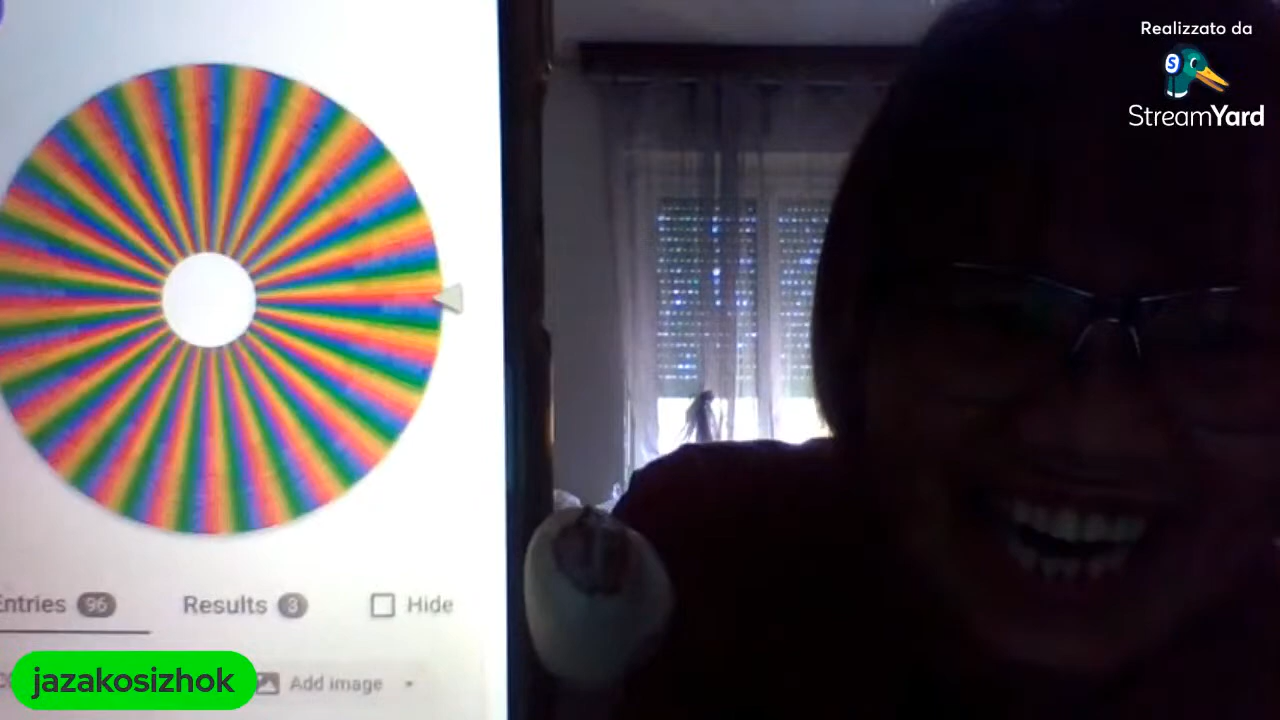 Realizzato da
StreamYard
Entries 96
Results 3
Hide
jazakosizhok
Add image